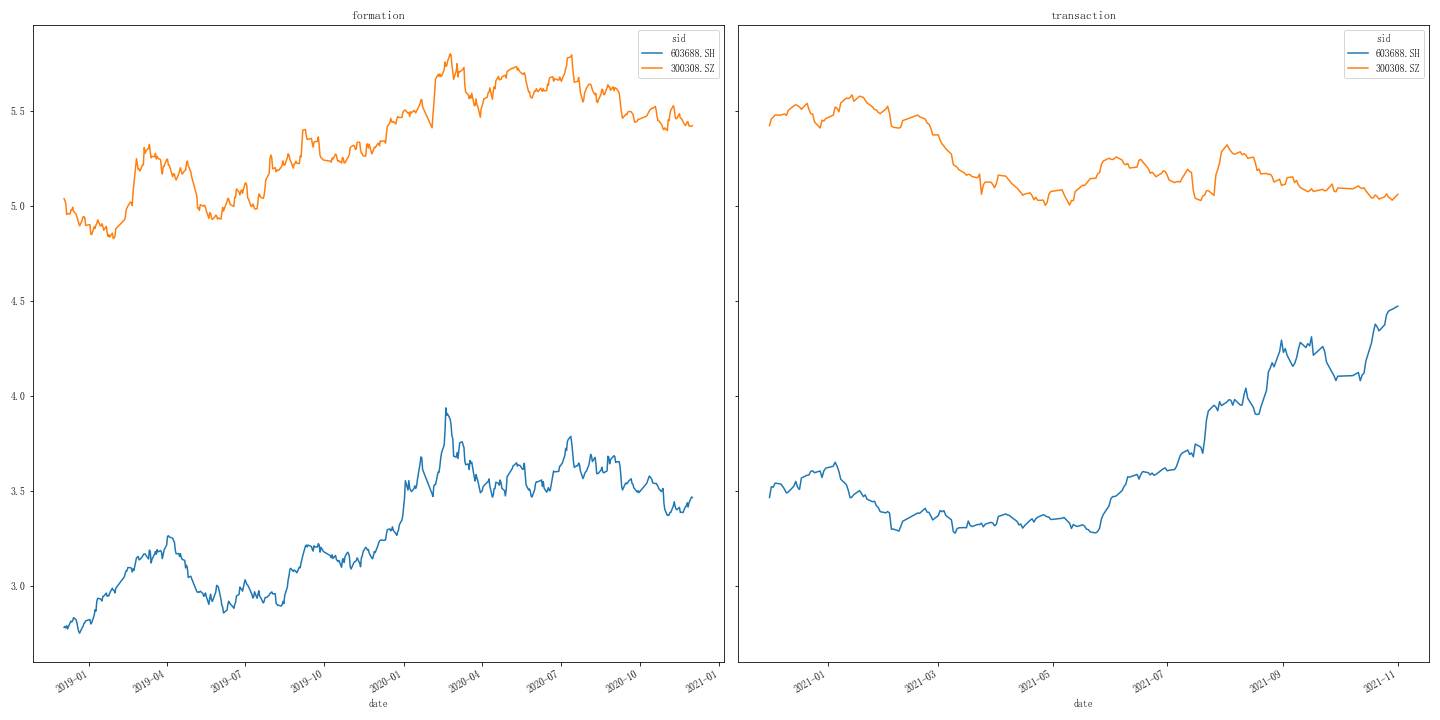 formation
sid
603688.SH
300308.SZ
5.5
5.0
4.5
4.0
3.5
3.0
2019-01
2019-04
2019-07
2019-10
2020-01
2020-04
2020-07
2020-10
2021-01
date
transaction
sid
603688.SH
300308.SZ
2021-01
2021-03
2021-05
2021-07
2021-09
2021-11
date